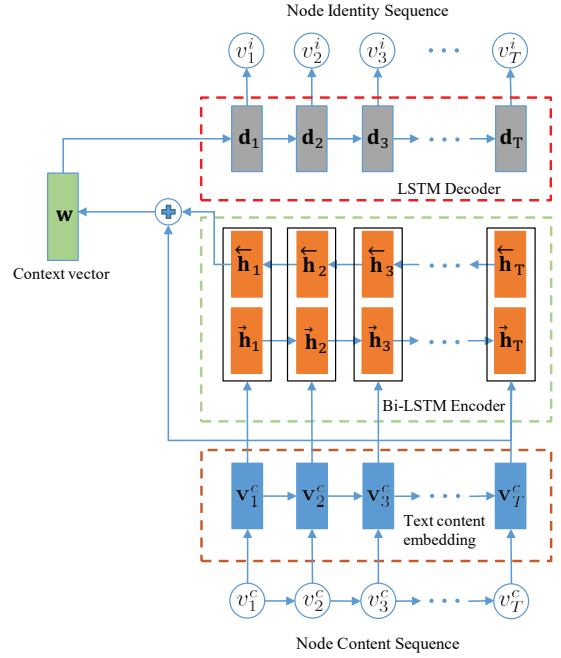 Node Identity Sequence
v_1^i v_2^i v_3^i ... v_T^i
d_1 d_2 d_3 ... d_T
LSTM Decoder
w
Context vector
+
←h_1 ←h_2 ←h_3 ... ←h_T
→h_1 →h_2 →h_3 ... →h_T
Bi-LSTM Encoder
v_1^c v_2^c v_3^c ... v_T^c
Text content
embedding
v_1^c v_2^c v_3^c ... v_T^c
Node Content Sequence